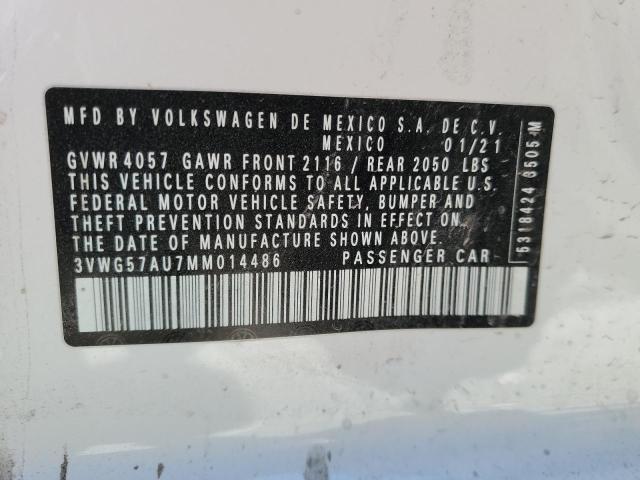 MFD BY VOLKSWAGEN DE MEXICO S.A. DE C.V.
MEXICO 01/21
GVWR 4057 GAWR FRONT 2116 / REAR 2050 LBS
THIS VEHICLE CONFORMS TO ALL APPLICABLE U.S.
FEDERAL MOTOR VEHICLE SAFETY, BUMPER AND
THEFT PREVENTION STANDARDS IN EFFECT ON
THE DATE OF MANUFACTURE SHOWN ABOVE.
3VWG57AU7MM014486 PASSENGER CAR
5318424 6505 M